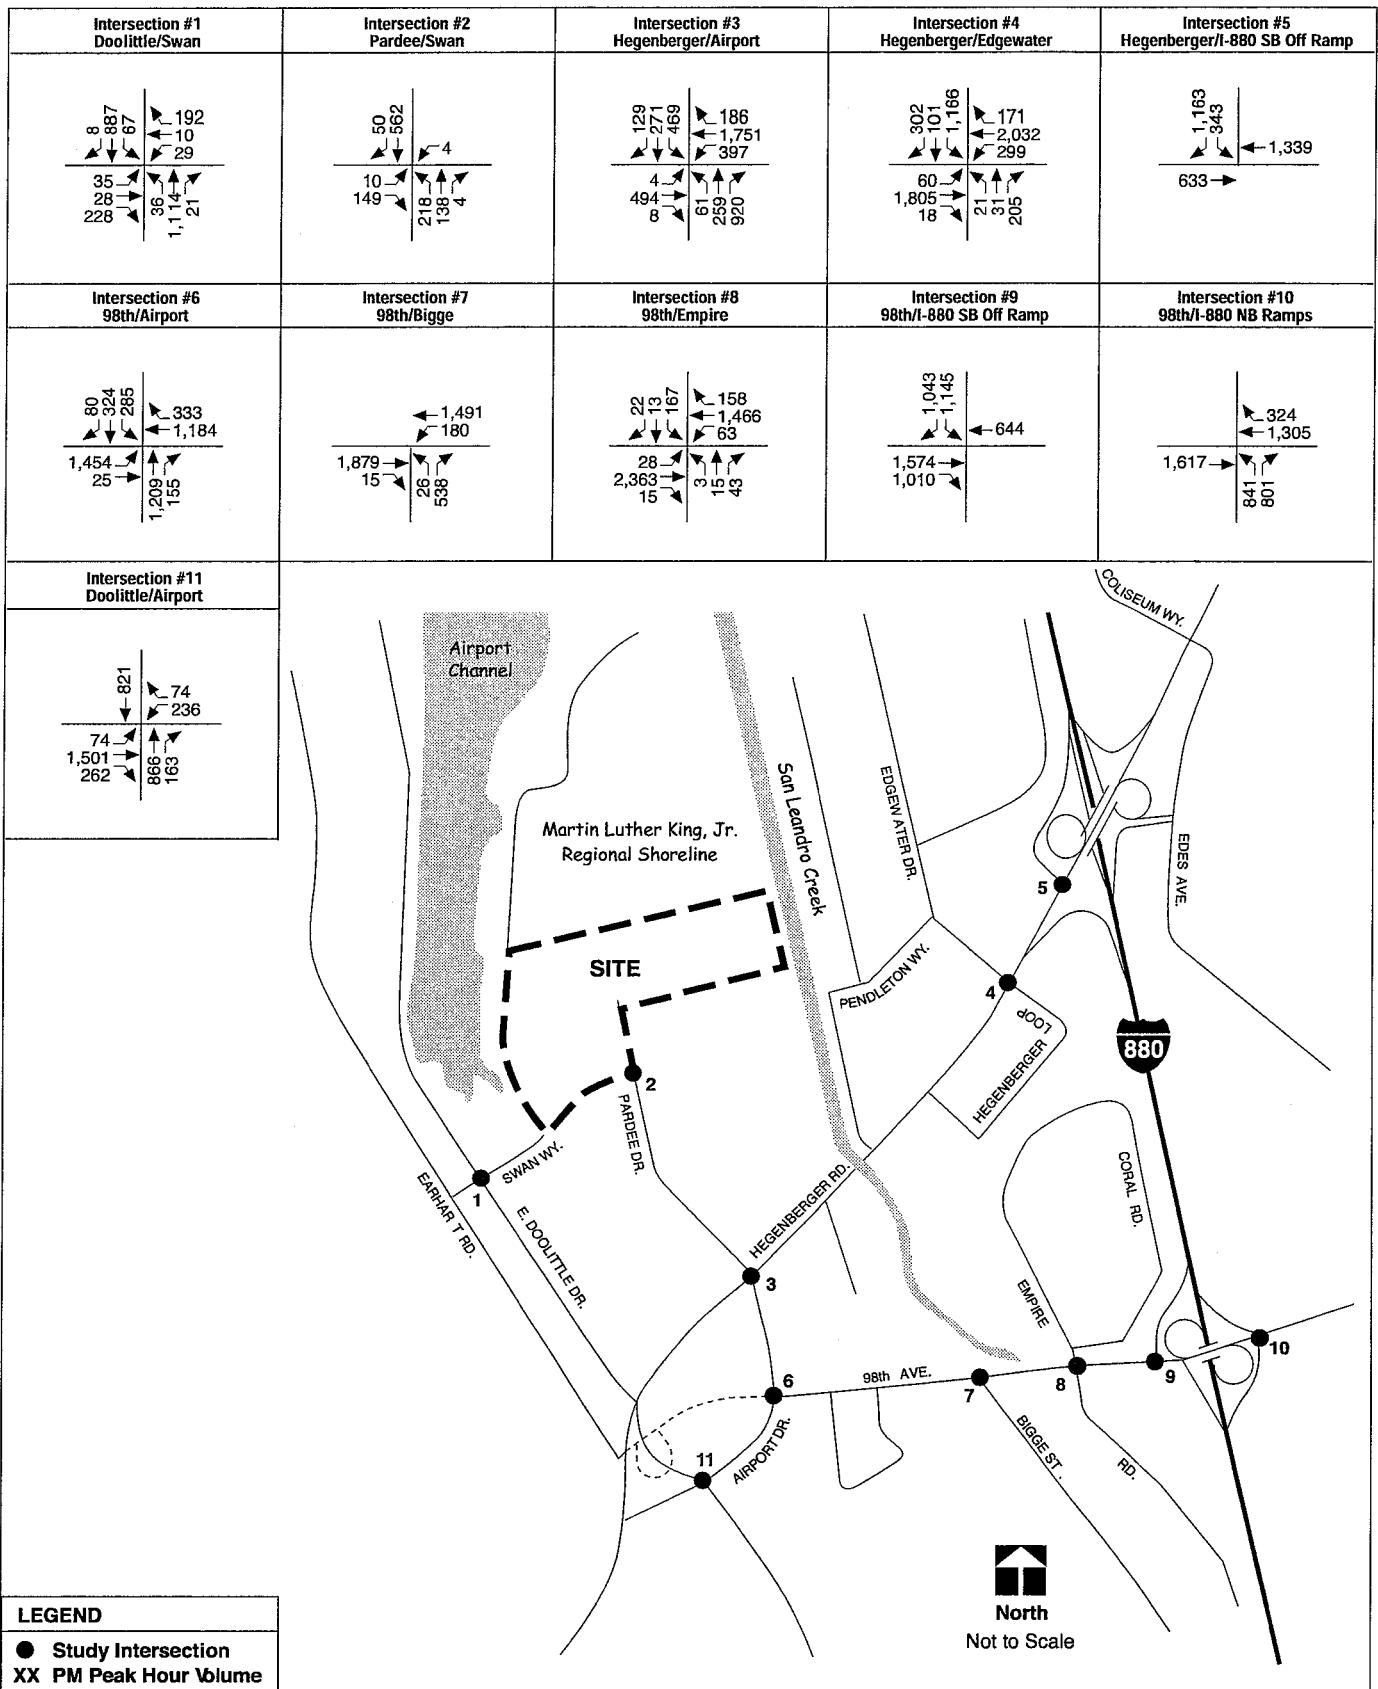 Intersection #1
Doolittle/Swan
8
887
67
192
10
29
35
28
228
36
1,114
21
Intersection #2
Pardee/Swan
50
562
4
10
149
218
138
4
Intersection #3
Hegenberger/Airport
129
271
469
186
1,751
397
4
494
8
61
259
920
Intersection #4
Hegenberger/Edgewater
302
101
1,166
171
2,032
299
60
1,805
18
21
31
205
Intersection #5
Hegenberger/I-880 SB Off Ramp
1,163
343
1,339
633
Intersection #6
98th/Airport
80
324
285
333
1,184
1,454
25
1,209
155
Intersection #7
98th/Bigge
1,491
180
1,879
15
26
538
Intersection #8
98th/Empire
22
13
167
158
1,466
63
28
2,363
15
3
15
43
Intersection #9
98th/I-880 SB Off Ramp
1,043
1,145
644
1,574
1,010
Intersection #10
98th/I-880 NB Ramps
324
1,305
1,617
841
801
Intersection #11
Doolittle/Airport
821
74
236
74
1,501
262
866
163
Airport
Channel
COLISEUM WY.
San Leandro Creek
EDGEWATER DR.
Martin Luther King, Jr.
Regional Shoreline
EDES AVE.
5
SITE
PENDLETON WY.
4
LOOP
HEGENBERGER
880
2
PARDEE DR.
SWAN WY.
1
EARHART RD.
E. DOOLITTLE DR.
HEGENBERGER RD.
CORAL RD.
3
EMPIRE
10
6
98th AVE.
7
8
9
11
AIRPORT DR.
BIGGE ST.
RD.
North
Not to Scale
LEGEND
Study Intersection
XX PM Peak Hour Volume